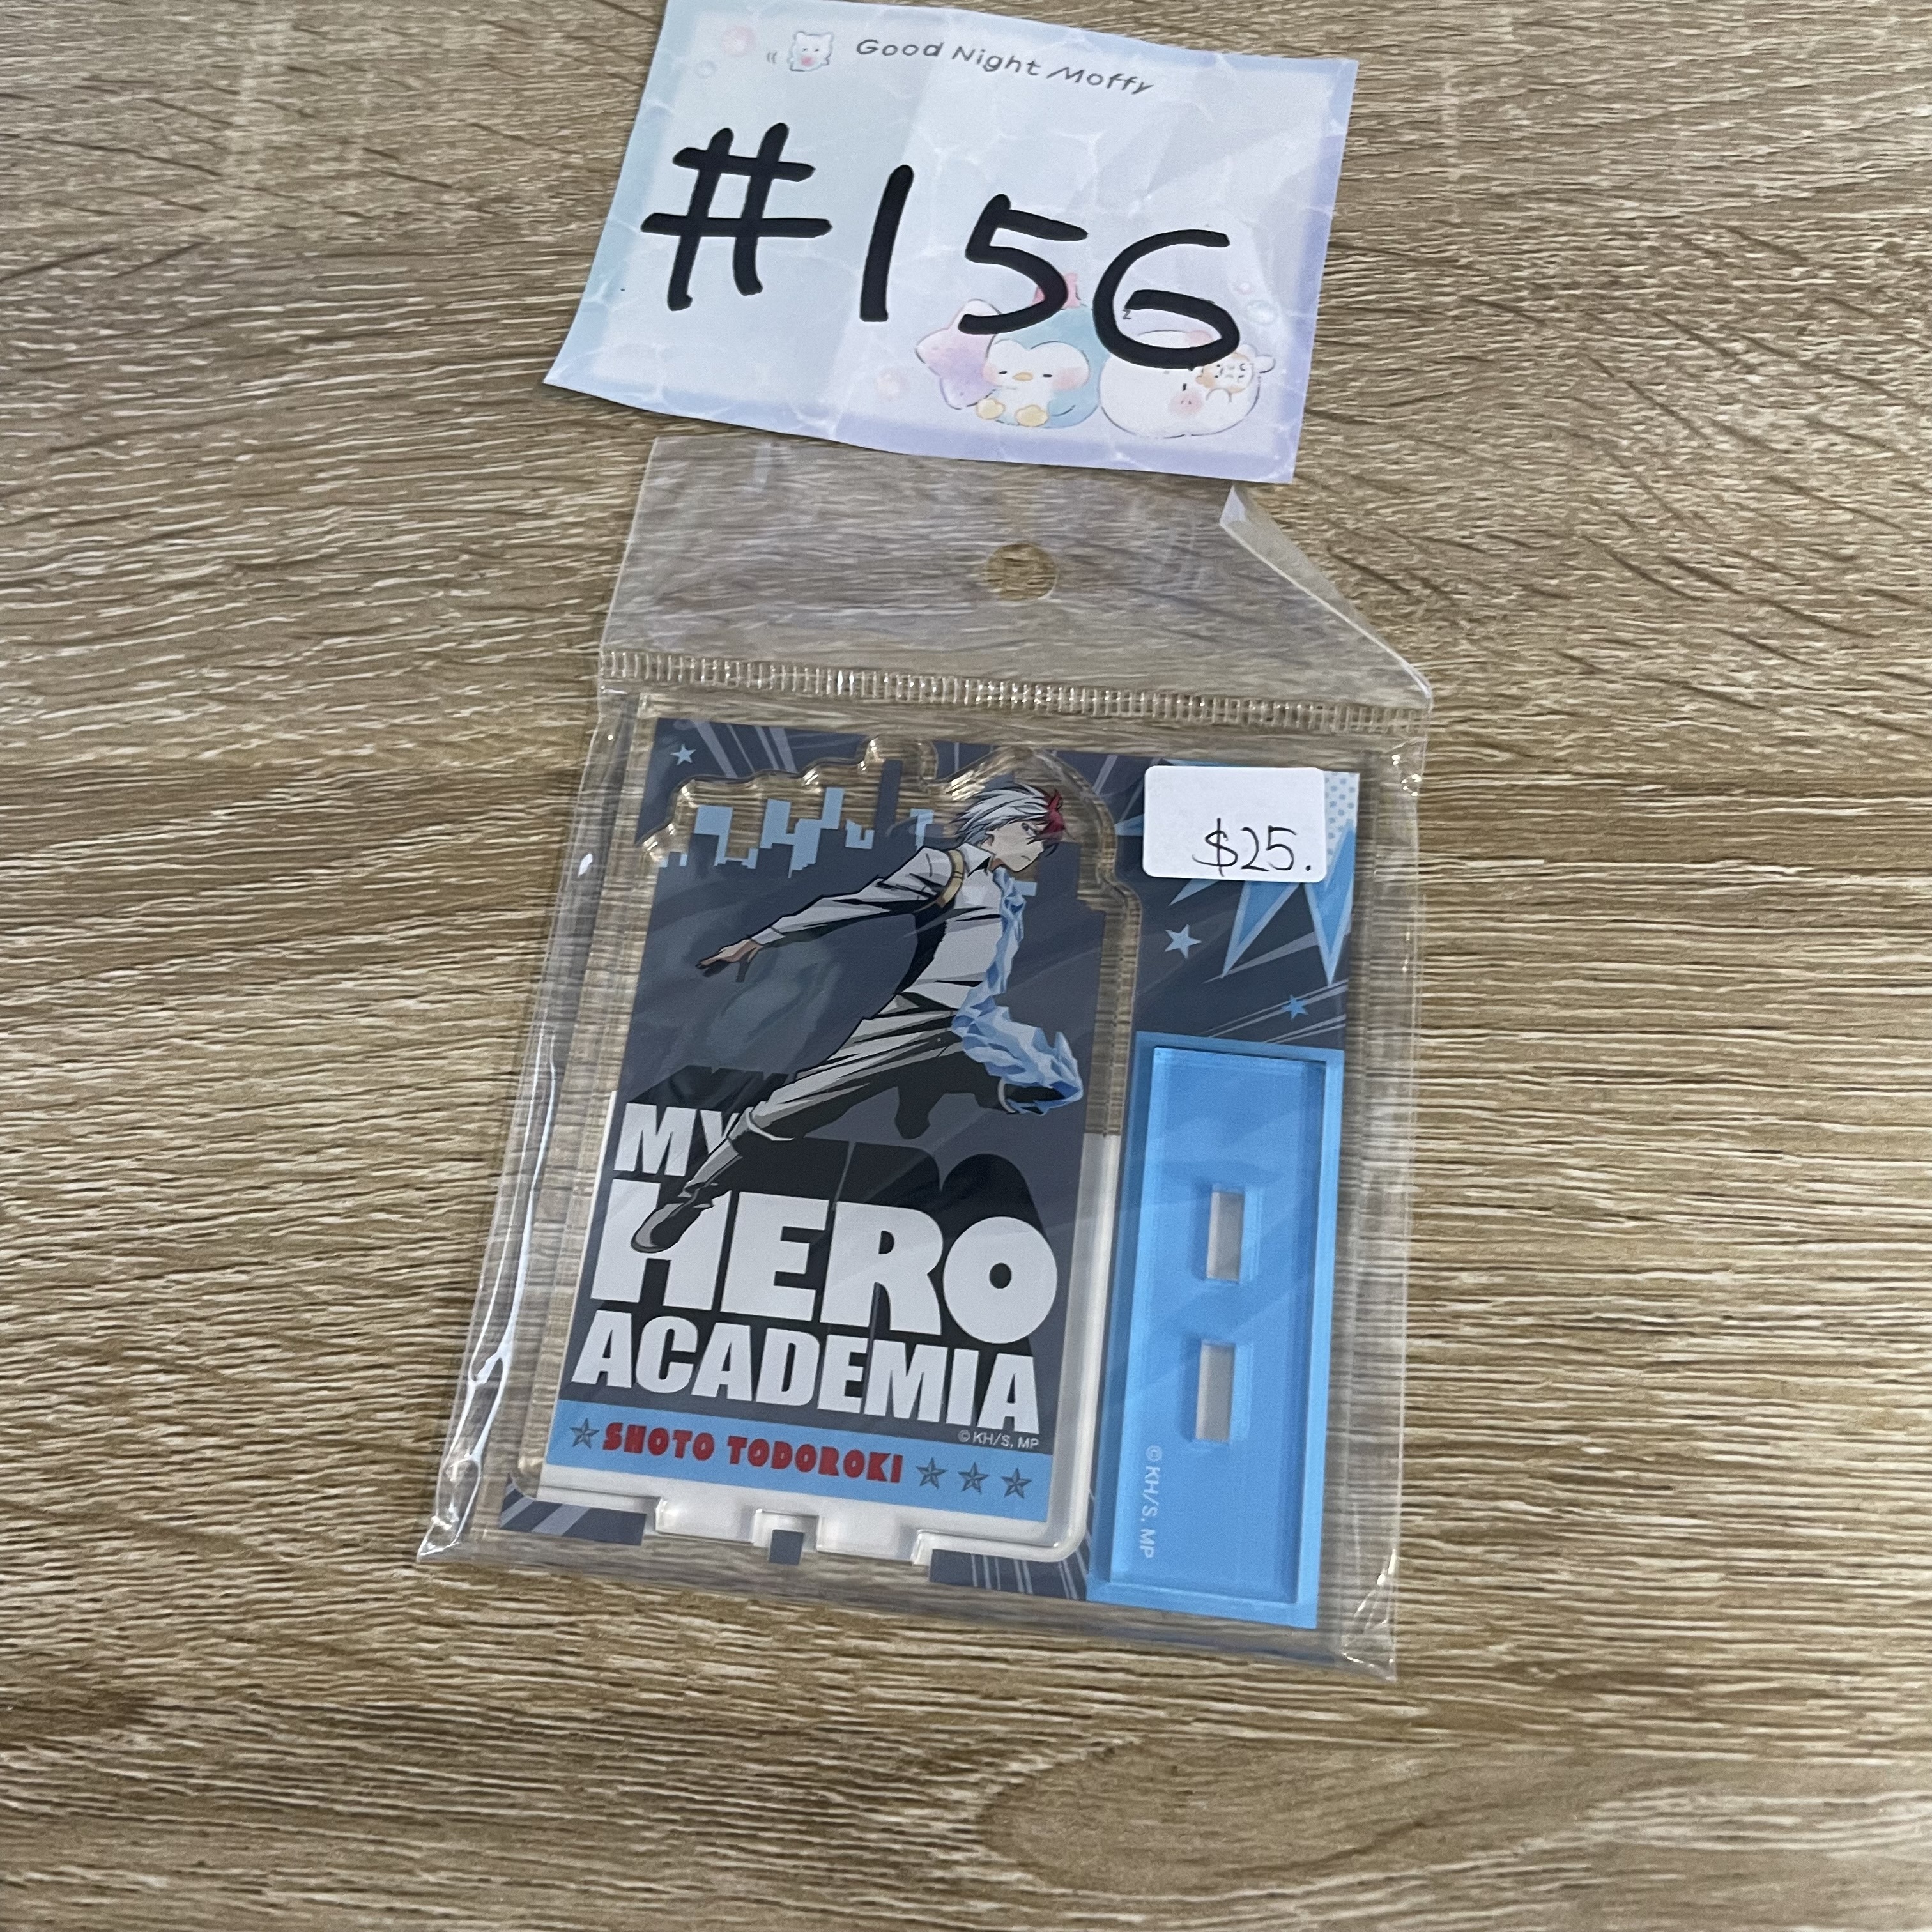 Good Night Moffy
#156
$25.
MY
HERO
ACADEMIA
©KH/S, MP
SHOTO TODOROKI
©KH/S, MP